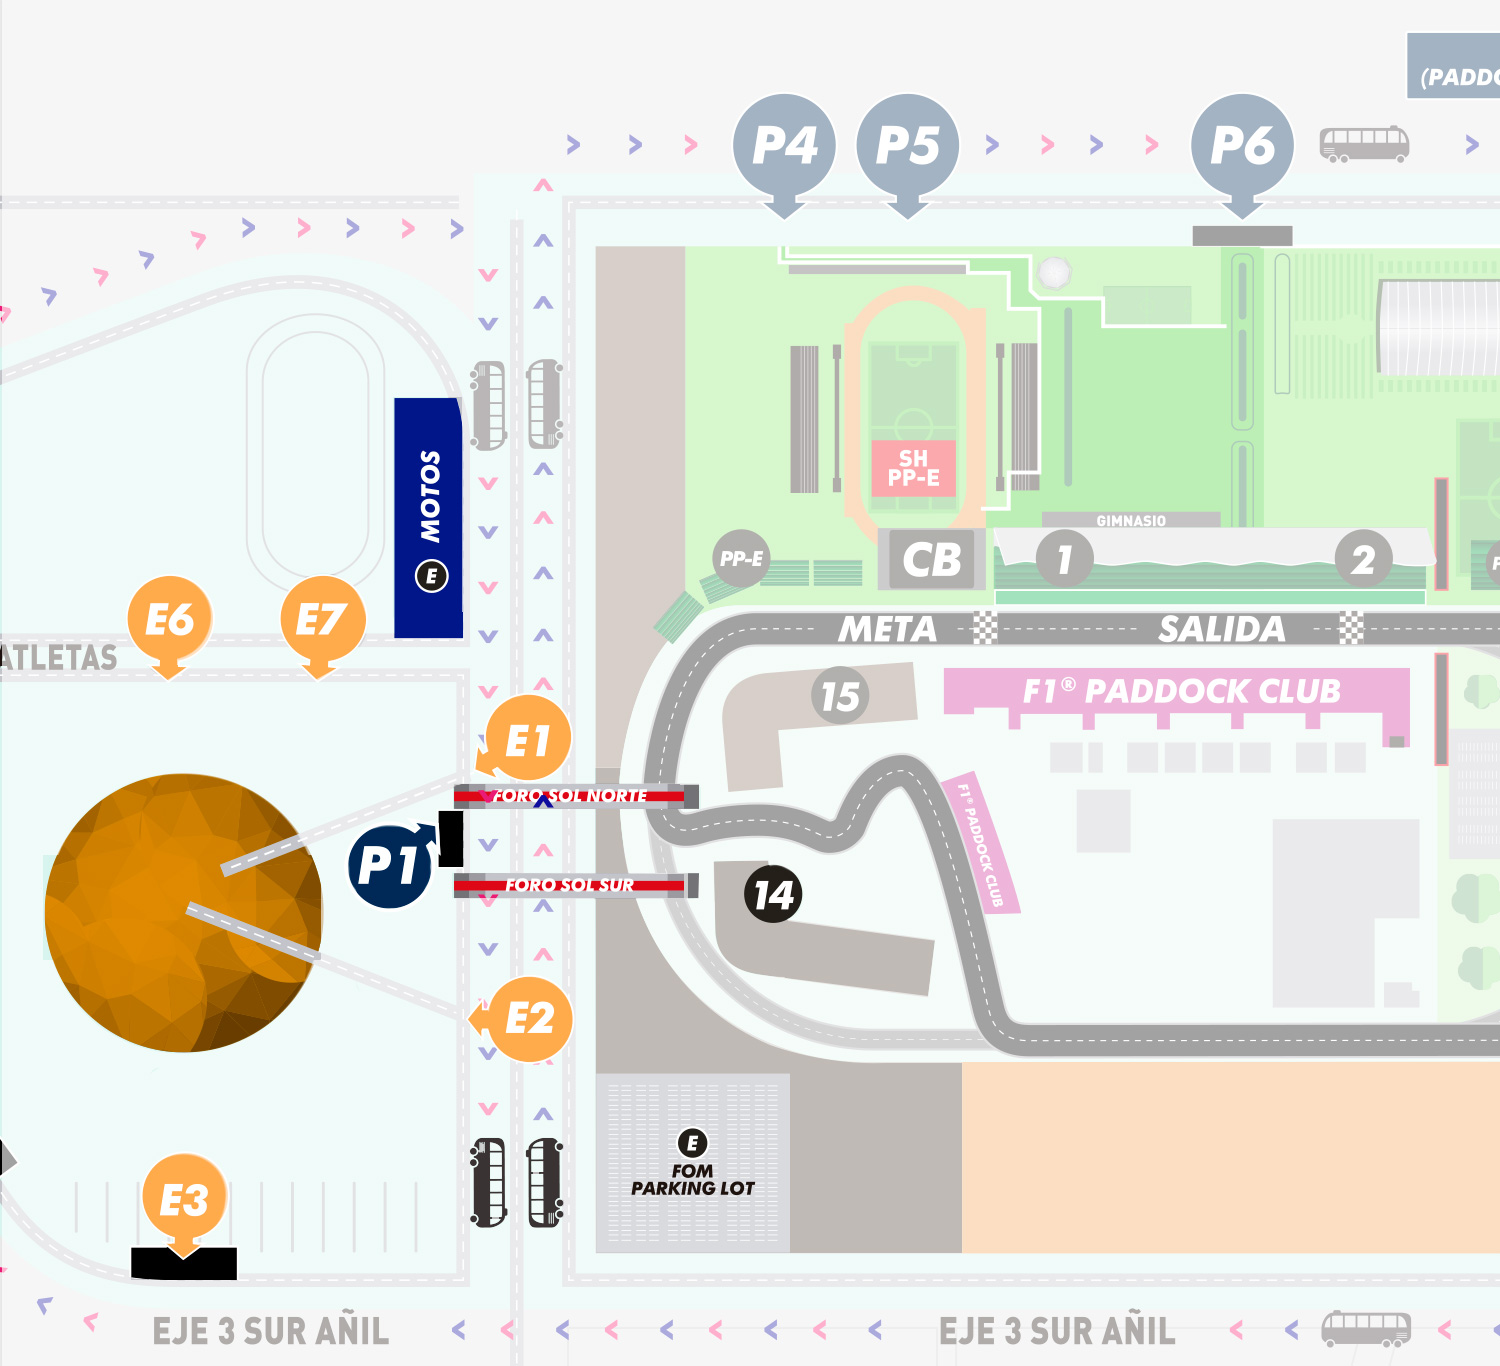 (PADDO
P4
P5
P6
E MOTOS
SH
PP-E
GIMNASIO
PP-E
CB
1
2
P
E6
E7
ATLETAS
META
SALIDA
15
F1® PADDOCK CLUB
E1
FORO SOL NORTE
F1® PADDOCK CLUB
P1
FORO SOL SUR
14
E2
E
FOM
PARKING LOT
E3
EJE 3 SUR AÑIL
EJE 3 SUR AÑIL